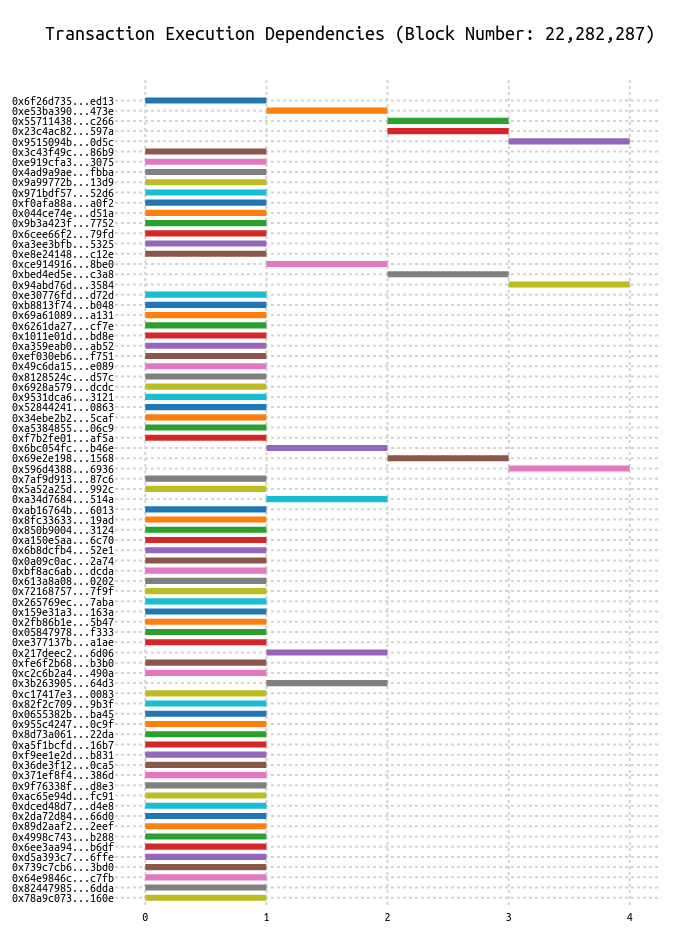 Transaction Execution Dependencies (Block Number: 22,282,287)
0x6f26d735...ed13
0xe53ba390...473e
0x55711438...c266
0x23c4ac82...597a
0x9515094b...0d5c
0x3c43f49c...86b9
0xe919cfa3...3075
0x4ad9a9ae...fbba
0x9a99772b...13d9
0x971bdf57...52d6
0xf0afa88a...a0f2
0x044ce74e...d51a
0x9b3a423f...7752
0x6cee66f2...79fd
0xa3ee3bfb...5325
0xe8e24148...c12e
0xce914916...8be0
0xbed4ed5e...c3a8
0x94abd76d...3584
0xe30776fd...d72d
0xb8813f74...b048
0x69a61089...a131
0x6261da27...cf7e
0x1011e01d...bd8e
0xa359eab0...ab52
0xef030eb6...f751
0x49c6da15...e089
0x8128524c...d57c
0x6928a579...dcdc
0x9531dca6...3121
0x52844241...0863
0x34ebe2b2...5caf
0xa5384855...06c9
0xf7b2fe01...af5a
0x6bc054fc...b46e
0x69e2e198...1568
0x596d4388...6936
0x7af9d913...87c6
0x5a52a25d...992c
0xa34d7684...514a
0xab16764b...6013
0x8fc33633...19ad
0x850b9004...3124
0xa150e5aa...6c70
0x6b8dcfb4...52e1
0x0a09c0ac...2a74
0xbf8ac6ab...dcda
0x613a8a08...0202
0x72168757...7f9f
0x265769ec...7aba
0x159e31a3...163a
0x2fb86b1e...5b47
0x05847978...f333
0xe377137b...a1ae
0x217deec2...6d06
0xfe6f2b68...b3b0
0xc2c6b2a4...490a
0x3b263905...64d3
0xc17417e3...0083
0x82f2c709...9b3f
0x0655382b...ba45
0x955c4247...0c9f
0x8d73a061...22da
0xa5f1bcfd...16b7
0xf9ee1e2d...b831
0x36de3f12...0ca5
0x371ef8f4...386d
0x9f76338f...d8e3
0xac65e94d...fc91
0xdced48d7...d4e8
0x2da72d84...66d0
0x89d2aaf2...2eef
0x4998c743...b288
0x6ee3aa94...b6df
0xd5a393c7...6ffe
0x739c7cb6...3bd0
0x64e9846c...c7fb
0x82447985...6dda
0x78a9c073...160e
0 1 2 3 4